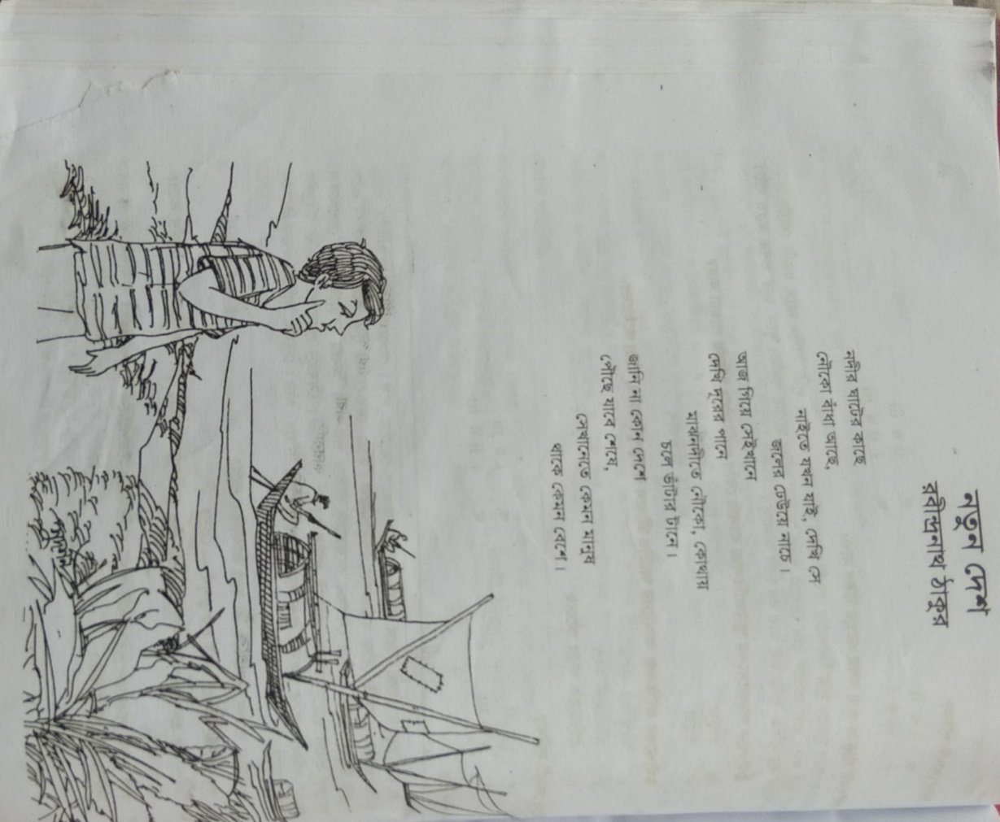 নতুন দেশ
রবীন্দ্রনাথ ঠাকুর
নদীর ঘাটের কাছে
নৌকো বাঁধা আছে,
নাইতে যখন যাই, দেখি সে
জলের ঢেউয়ে নাচে।
আজ গিয়ে সেইখানে
দেখি দূরের পানে
মাঝনদীতে নৌকো, কোথায়
চলে ভাঁটার টানে।
জানি না কোন দেশে
পৌঁছে যাবে শেষে,
সেখানেতে কেমন মানুষ
থাকে কেমন বেশে।